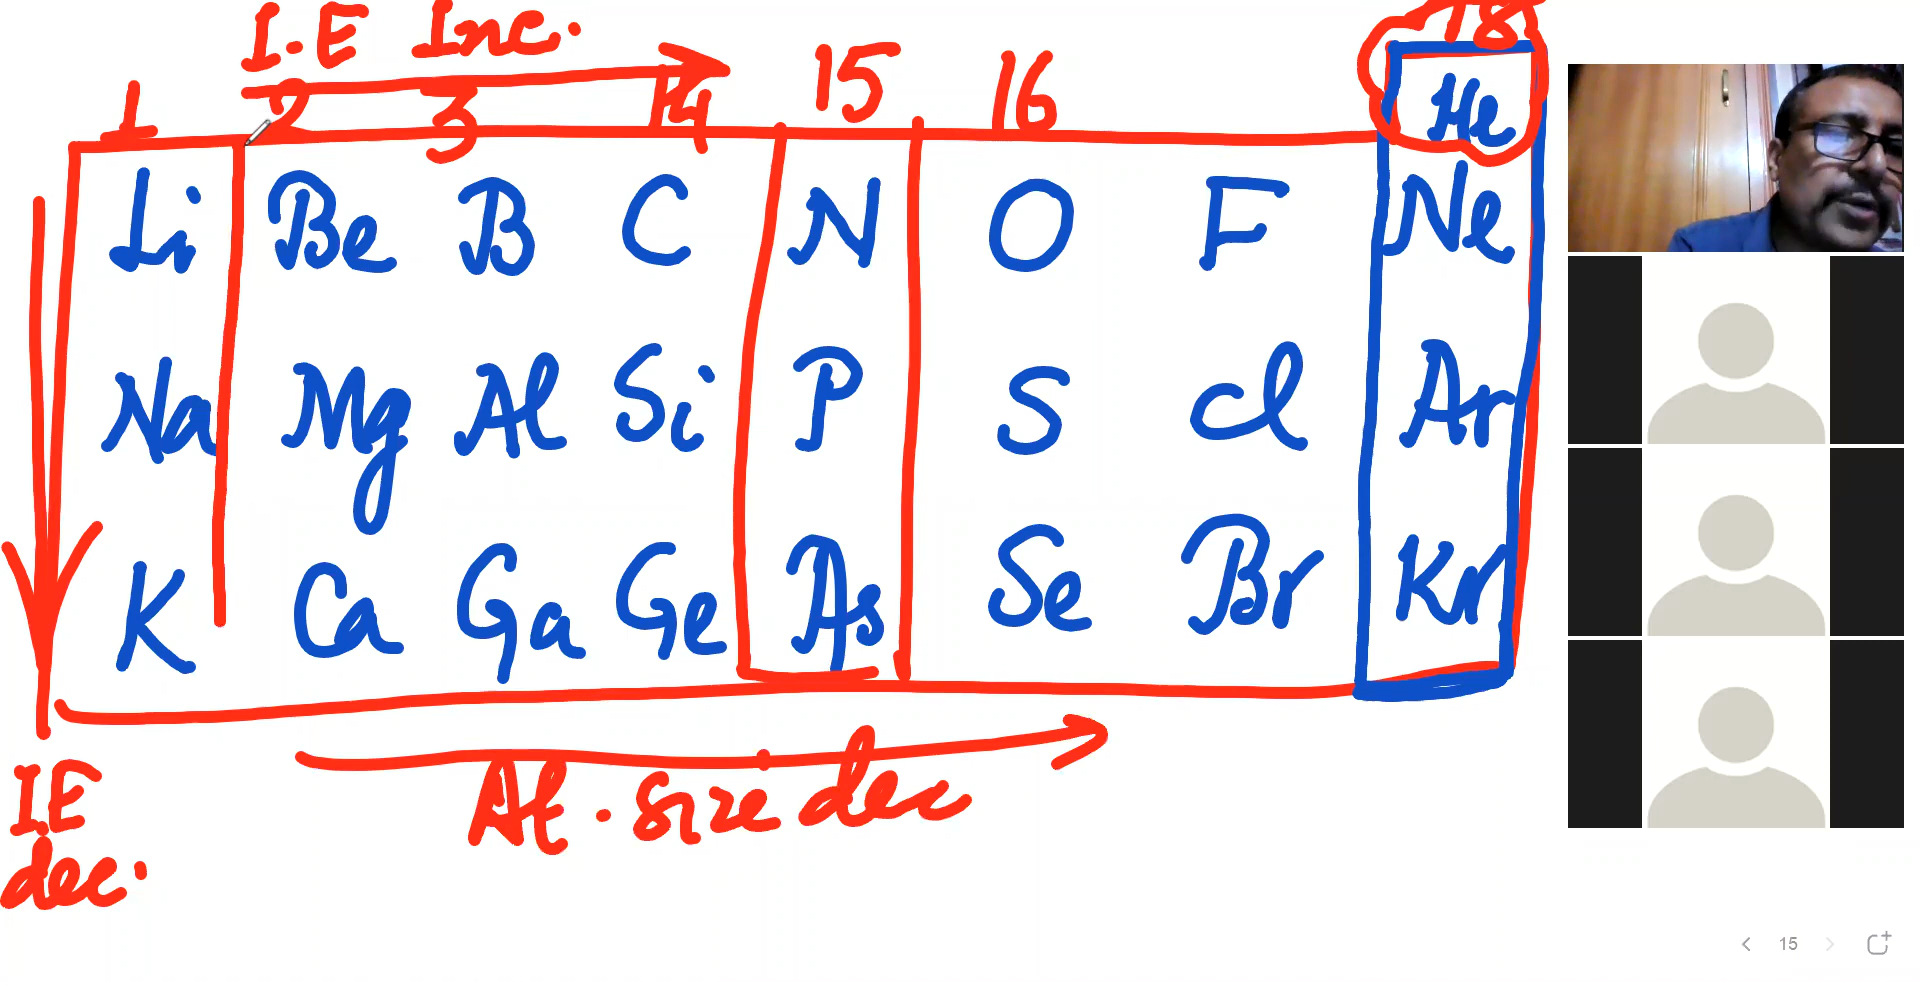 I.E Inc.
1 2 3 14 15 16 18
He
Li Be B C N O F Ne
Na Mg Al Si P S Cl Ar
K Ca Ga Ge As Se Br Kr
At. size dec
I.E
dec.
15